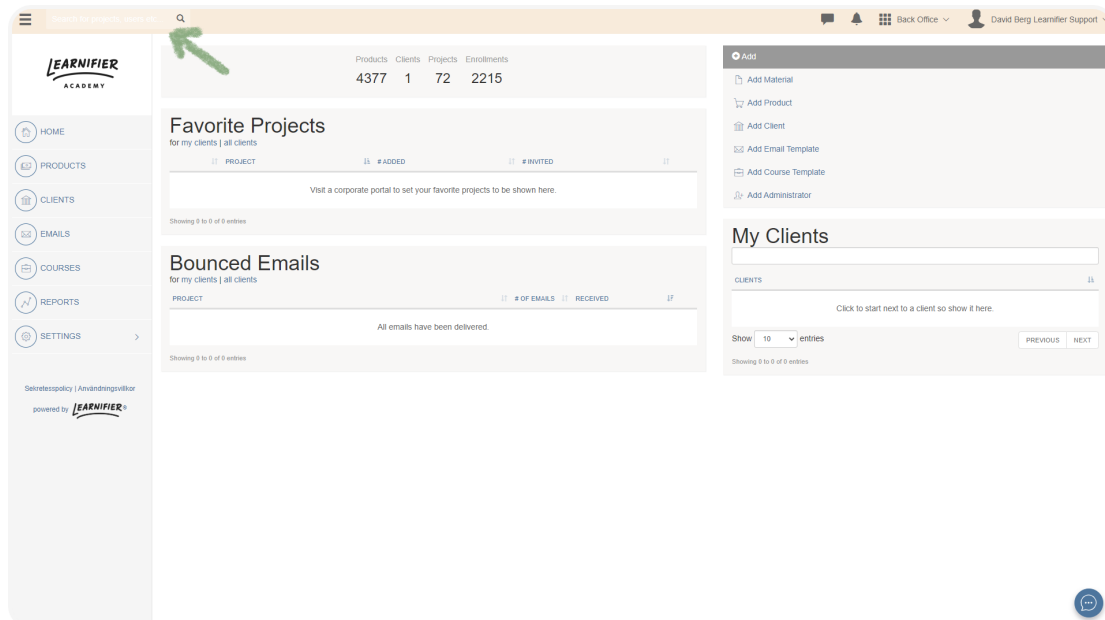 Search for projects, users etc.
Back Office
David Berg Learnifier Support
LEARNIFIER
ACADEMY
HOME
PRODUCTS
CLIENTS
EMAILS
COURSES
REPORTS
SETTINGS
Sekretesspolicy | Användningsvillkor
powered by LEARNIFIER®
Products Clients Projects Enrollments
4377 1 72 2215
Favorite Projects
for my clients | all clients
PROJECT # ADDED # INVITED
Visit a corporate portal to set your favorite projects to be shown here.
Showing 0 to 0 of 0 entries
Bounced Emails
for my clients | all clients
PROJECT # OF EMAILS RECEIVED
All emails have been delivered.
Showing 0 to 0 of 0 entries
Add
Add Material
Add Product
Add Client
Add Email Template
Add Course Template
Add Administrator
My Clients
CLIENTS
Click to start next to a client so show it here.
Show 10 entries
PREVIOUS NEXT
Showing 0 to 0 of 0 entries